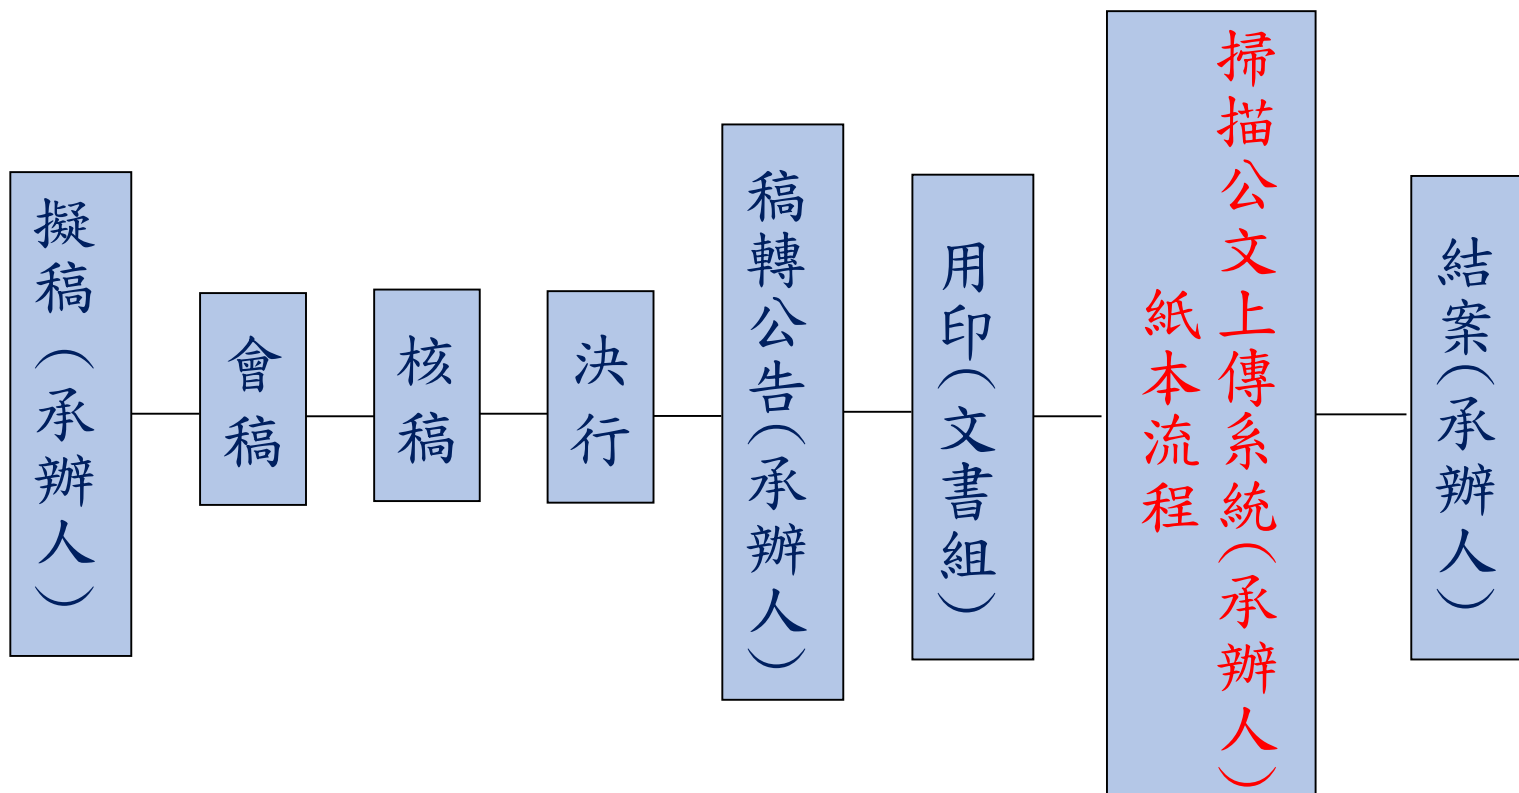 擬稿（承辦人）
會稿
核稿
決行
稿轉公告（承辦人）
用印（文書組）
掃描公文上傳系統（承辦人）
紙本流程
結案（承辦人）